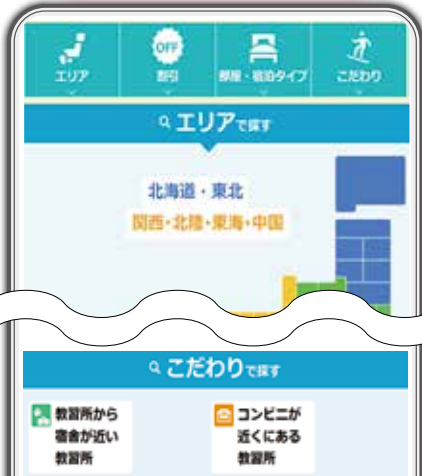 エリア
OFF
割引
部屋・宿泊タイプ
こだわり
エリアで探す
北海道・東北
関西・北陸・東海・中国
こだわりで探す
教習所から
宿舎が近い
教習所
コンビニが
近くにある
教習所